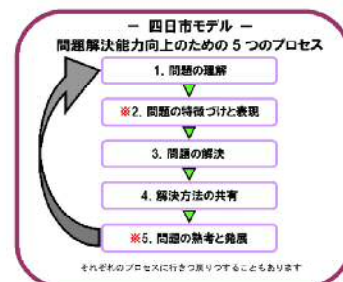 － 四日市モデル －
問題解決能力向上のための５つのプロセス
1. 問題の理解
※2. 問題の特徴づけと表現
3. 問題の解決
4. 解決方法の共有
※5. 問題の熟考と発展
それぞれのプロセスに行きつ戻りつすることもあります